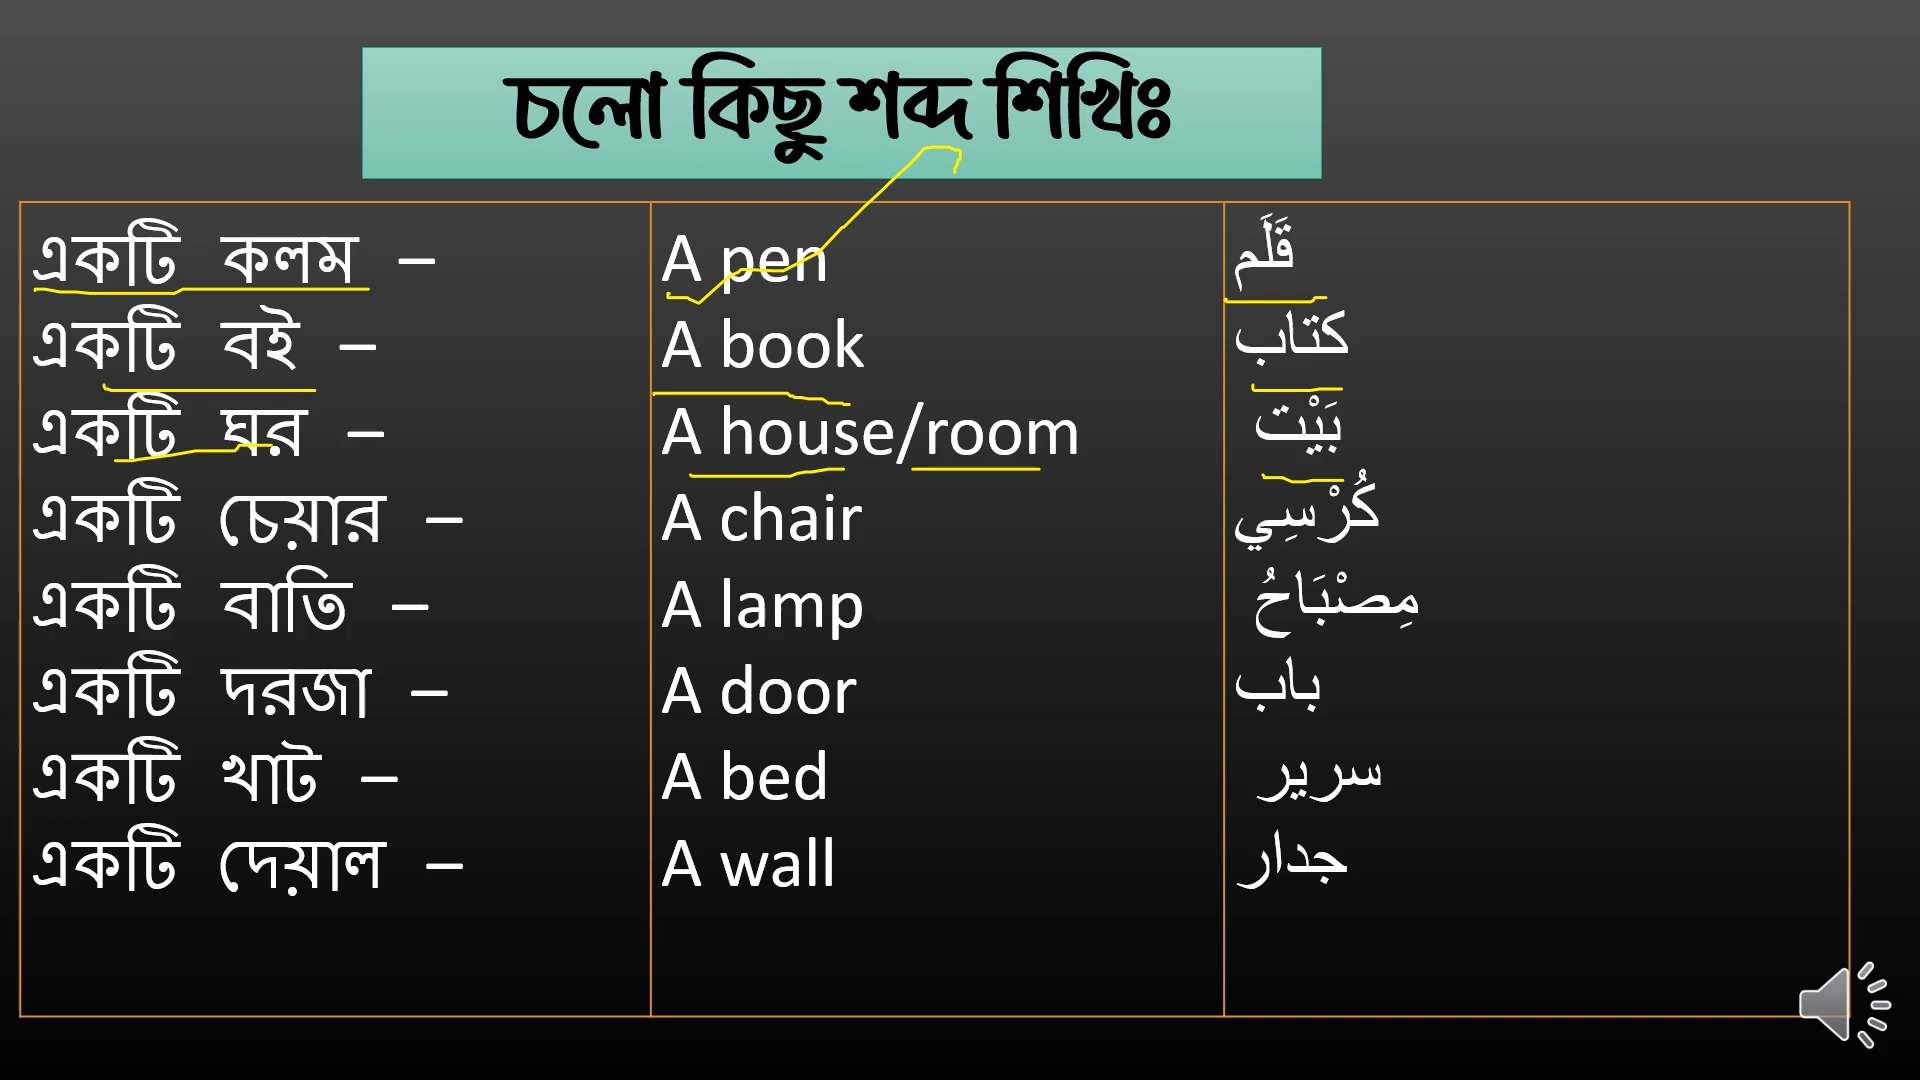 চলো কিছু শব্দ শিখিঃ
একটি কলম – A pen قَلَم
একটি বই – A book كتاب
একটি ঘর – A house/room بَيْت
একটি চেয়ার – A chair كُرْسِي
একটি বাতি – A lamp مِصْبَاحُ
একটি দরজা – A door باب
একটি খাট – A bed سرير
একটি দেয়াল – A wall جدار